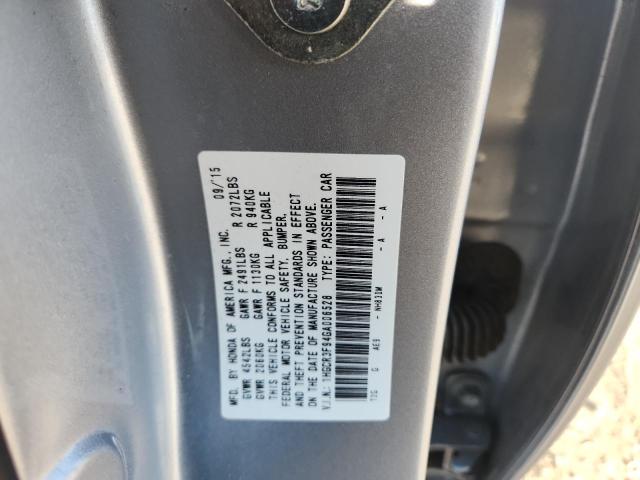 MFD. BY HONDA OF AMERICA MFG., INC. 09/'15
GVWR 4542LBS GAWR F 2491LBS R 2072LBS
GVWR 2060KG GAWR F 1130KG R 940KG
THIS VEHICLE CONFORMS TO ALL APPLICABLE
FEDERAL MOTOR VEHICLE SAFETY, BUMPER,
AND THEFT PREVENTION STANDARDS IN EFFECT
ON THE DATE OF MANUFACTURE SHOWN ABOVE.
V.I.N.: 1HGCR3F94GA006528 TYPE: PASSENGER CAR
G AE9 - NH830M - A - A